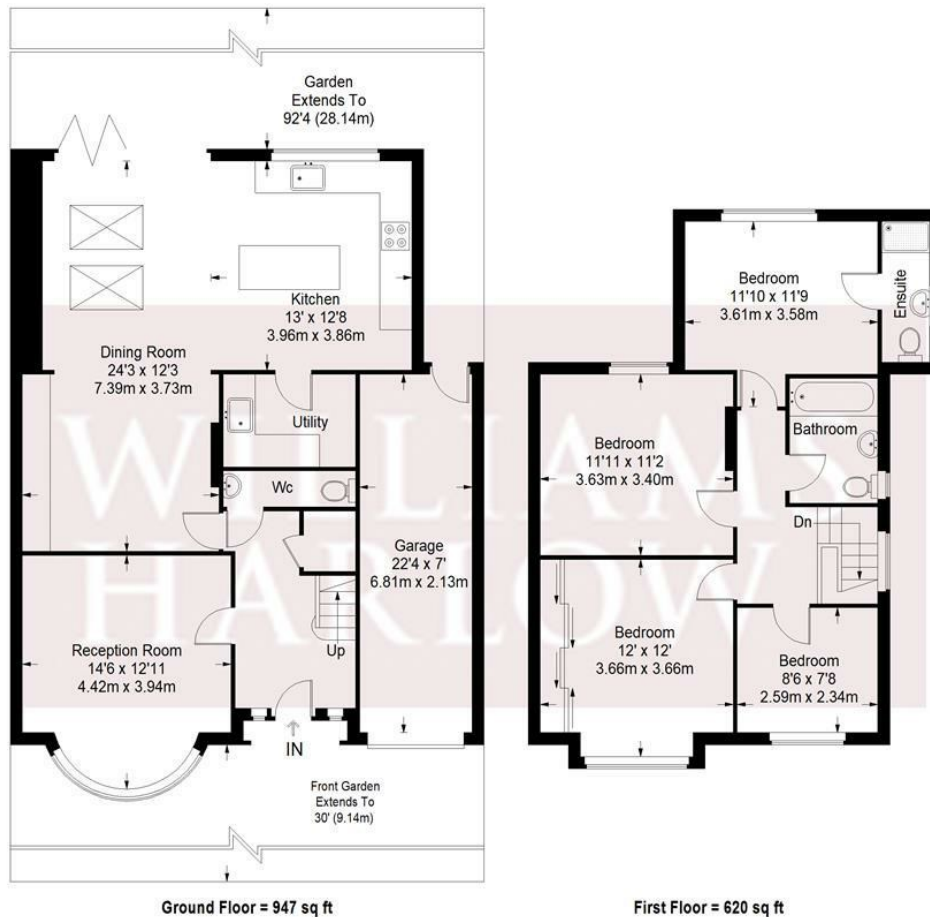 Garden
Extends To
92'4 (28.14m)
Kitchen
13' x 12'8
3.96m x 3.86m
Dining Room
24'3 x 12'3
7.39m x 3.73m
Utility
Wc
Garage
22'4 x 7'
6.81m x 2.13m
Reception Room
14'6 x 12'11
4.42m x 3.94m
Up
IN
Front Garden
Extends To
30' (9.14m)
Ground Floor = 947 sq ft
Bedroom
11'10 x 11'9
3.61m x 3.58m
Ensuite
Bedroom
11'11 x 11'2
3.63m x 3.40m
Bathroom
Dn
Bedroom
12' x 12'
3.66m x 3.66m
Bedroom
8'6 x 7'8
2.59m x 2.34m
First Floor = 620 sq ft
WILLIAMS
HARLOW